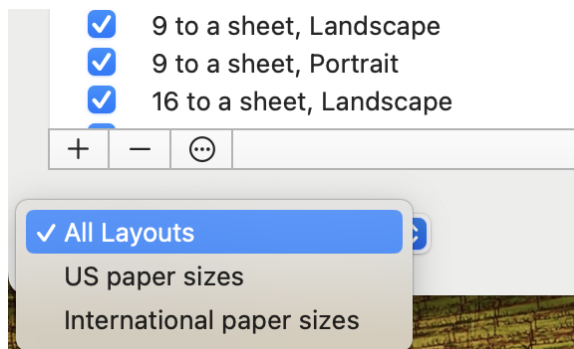 9 to a sheet, Landscape
9 to a sheet, Portrait
16 to a sheet, Landscape
All Layouts
US paper sizes
International paper sizes